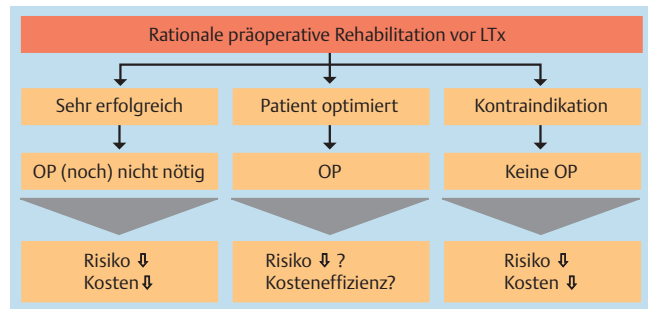 Rationale präoperative Rehabilitation vor LTx
Sehr erfolgreich
Patient optimiert
Kontraindikation
OP (noch) nicht nötig
OP
Keine OP
Risiko ⇩
Kosten ⇩
Risiko ⇩ ?
Kosteneffizienz?
Risiko ⇩
Kosten ⇩